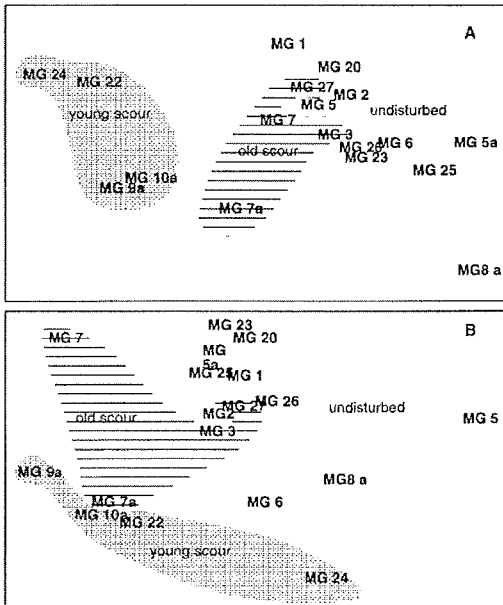 A
MG 1
MG 20
MG 24
MG 22
MG 27
MG 2
MG 5
young scour
undisturbed
MG 7
MG 3
MG 6
MG 5a
MG 26
old scour
MG 23
MG 25
MG 10a
MG 9a
MG 7a
MG8 a
B
MG 23
MG 7
MG 20
MG
5a
MG 25
MG 1
MG 26
MG 27
undisturbed
MG2
old scour
MG 5
MG 3
MG 9a
MG8 a
MG 7a
MG 6
MG 10a
MG 22
young scour
MG 24